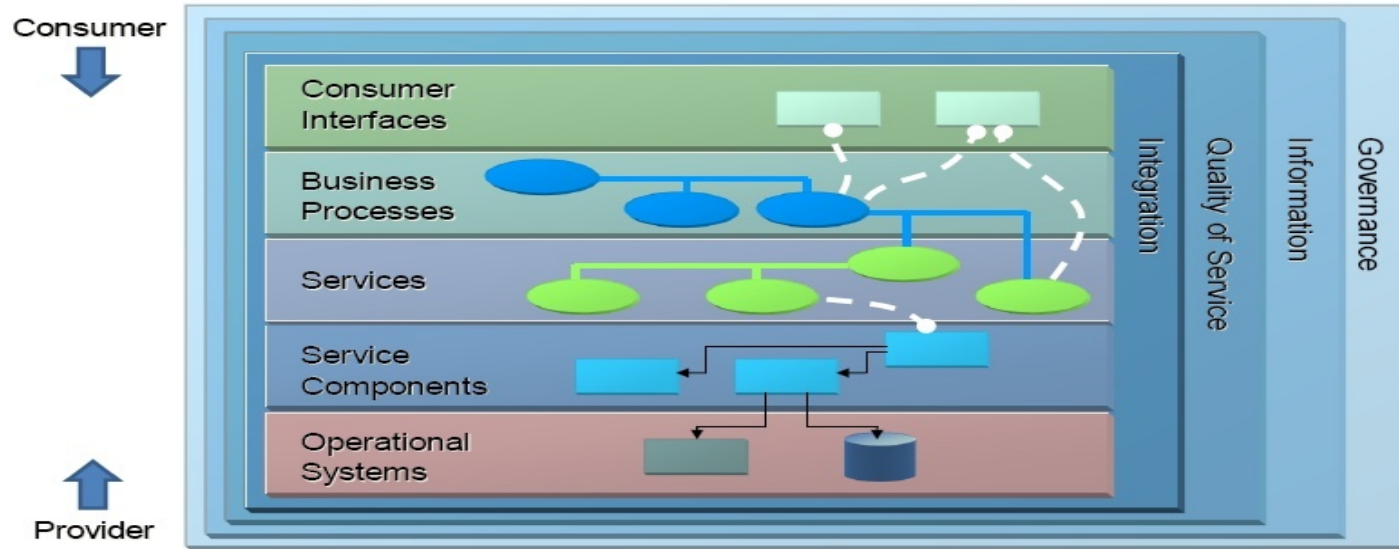 Consumer
Consumer
Interfaces
Business
Processes
Services
Service
Components
Operational
Systems
Provider
Integration
Quality of Service
Information
Governance